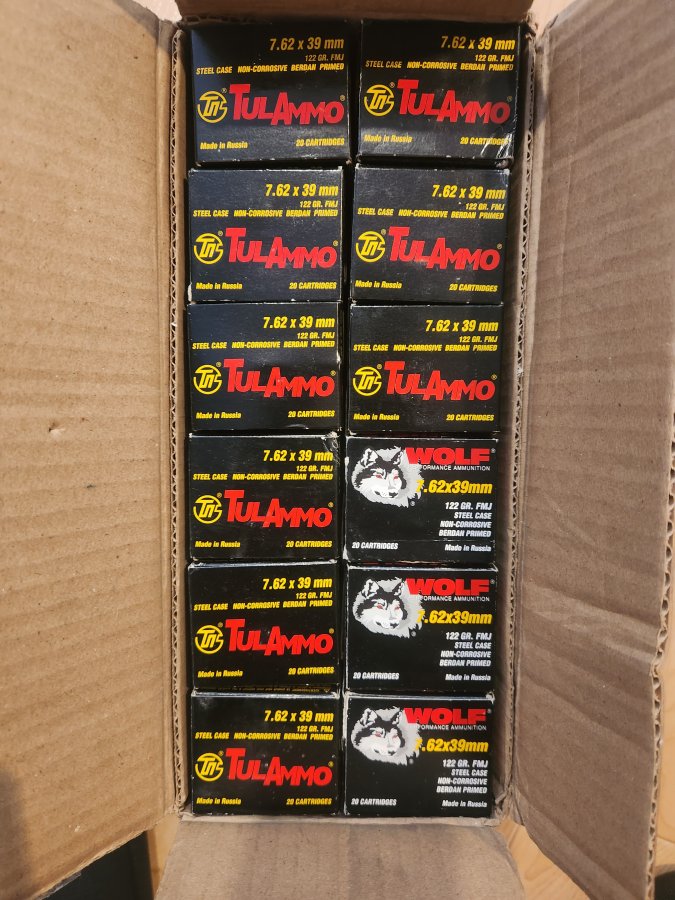 7.62 x 39 mm
122 GR. FMJ
STEEL CASE NON-CORROSIVE BERDAN PRIMED
TULAMMO®
Made in Russia
20 CARTRIDGES
7.62 x 39 mm
122 GR. FMJ
STEEL CASE NON-CORROSIVE BERDAN PRIMED
TULAMMO®
Made in Russia
20 CARTRIDGES
7.62 x 39 mm
122 GR. FMJ
STEEL CASE NON-CORROSIVE BERDAN PRIMED
TULAMMO®
Made in Russia
20 CARTRIDGES
7.62 x 39 mm
122 GR. FMJ
STEEL CASE NON-CORROSIVE BERDAN PRIMED
TULAMMO®
Made in Russia
20 CARTRIDGES
7.62 x 39 mm
122 GR. FMJ
STEEL CASE NON-CORROSIVE BERDAN PRIMED
TULAMMO®
Made in Russia
20 CARTRIDGES
7.62 x 39 mm
122 GR. FMJ
STEEL CASE NON-CORROSIVE BERDAN PRIMED
TULAMMO®
Made in Russia
20 CARTRIDGES
7.62 x 39 mm
122 GR. FMJ
STEEL CASE NON-CORROSIVE BERDAN PRIMED
TULAMMO®
Made in Russia
20 CARTRIDGES
WOLF®
FORMANCE AMMUNITION
.62x39mm
122 GR. FMJ
STEEL CASE
NON-CORROSIVE
BERDAN PRIMED
20 CARTRIDGES
Made in Russia
7.62 x 39 mm
122 GR. FMJ
STEEL CASE NON-CORROSIVE BERDAN PRIMED
TULAMMO®
Made in Russia
20 CARTRIDGES
WOLF®
FORMANCE AMMUNITION
.62x39mm
122 GR. FMJ
STEEL CASE
NON-CORROSIVE
BERDAN PRIMED
20 CARTRIDGES
Made in Russia
7.62 x 39 mm
122 GR. FMJ
STEEL CASE NON-CORROSIVE BERDAN PRIMED
TULAMMO®
Made in Russia
20 CARTRIDGES
WOLF®
FORMANCE AMMUNITION
.62x39mm
122 GR. FMJ
STEEL CASE
NON-CORROSIVE
BERDAN PRIMED
20 CARTRIDGES
Made in Russia